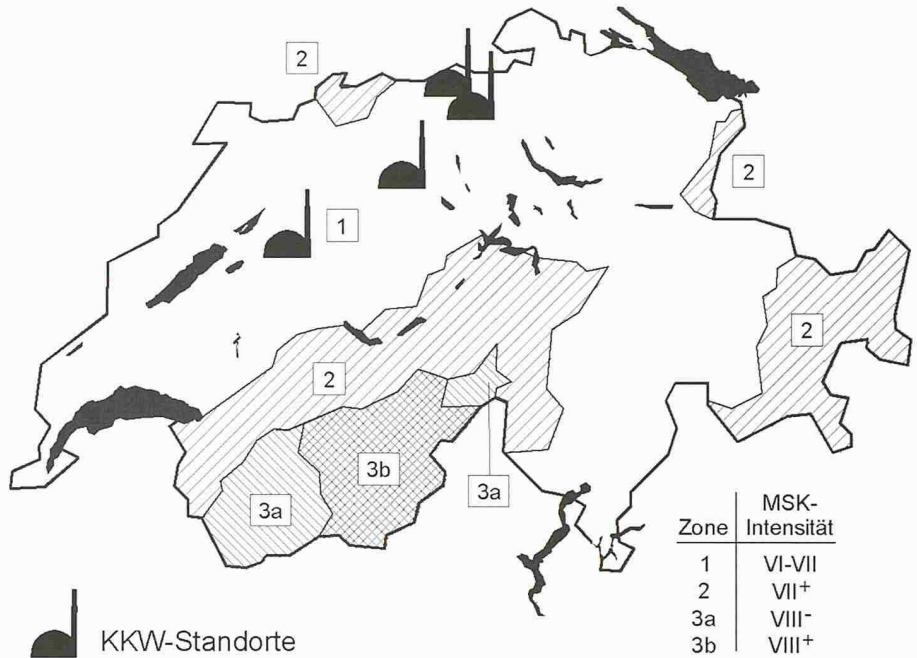 2
2
1
2
2
3b
3a
3a
Zone MSK-Intensität
1 VI-VII
2 VII⁺
3a VIII⁻
3b VIII⁺
KKW-Standorte